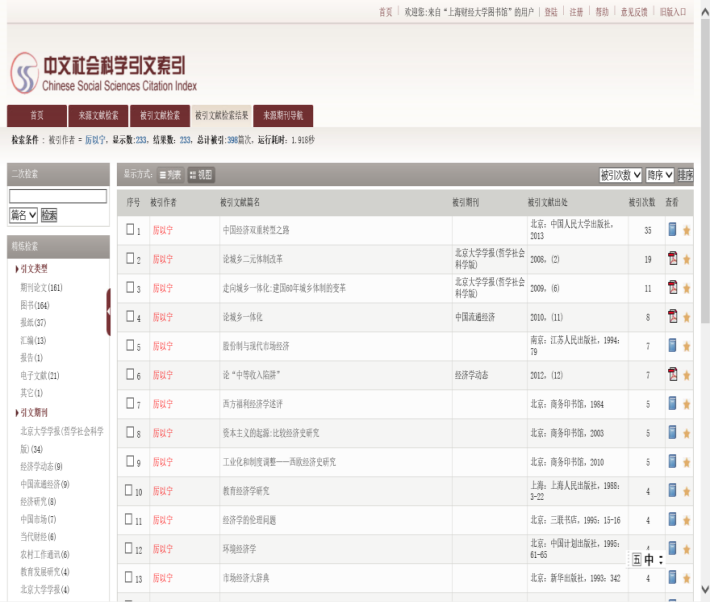 首页 | 欢迎您:来自“上海财经大学图书馆”的用户 | 登陆 | 注册 | 帮助 | 意见反馈 | 旧版入口
中文社会科学引文索引
Chinese Social Sciences Citation Index
首页 来源文献检索 被引文献检索 被引文献检索结果 来源期刊导航
检索条件 : 被引作者 = 厉以宁, 显示数:233, 结果数: 233, 总计被引:398篇次, 运行耗时: 1.918秒
二次检索
篇名 检索
精炼检索
引文类型
期刊论文(161)
图书(164)
报纸(37)
汇编(13)
报告(1)
电子文献(21)
其它(1)
引文期刊
北京大学学报(哲学社会科学
版)(34)
经济学动态(9)
中国流通经济(9)
经济研究(8)
中国市场(7)
当代财经(6)
农村工作通讯(6)
教育发展研究(4)
北京大学学报(4)
显示方式: 列表 视图 被引次数 降序 排序
序号 被引作者 被引文献篇名 被引期刊 被引文献出处 被引次数 查看
1 厉以宁 中国经济双重转型之路 北京: 中国人民大学出版社, 2013 35
2 厉以宁 论城乡二元体制改革 北京大学学报(哲学社会科学版) 2008, (2) 19
3 厉以宁 走向城乡一体化:建国60年城乡体制的变革 北京大学学报(哲学社会科学版) 2009, (6) 11
4 厉以宁 论城乡一体化 中国流通经济 2010, (11) 8
5 厉以宁 股份制与现代市场经济 南京: 江苏人民出版社, 1994: 79 7
6 厉以宁 论“中等收入陷阱” 经济学动态 2012, (12) 7
7 厉以宁 西方福利经济学述评 北京: 商务印书馆, 1984 5
8 厉以宁 资本主义的起源:比较经济史研究 北京: 商务印书馆, 2003 5
9 厉以宁 工业化和制度调整——西欧经济史研究 北京: 商务印书馆, 2010 5
10 厉以宁 教育经济学研究 上海: 上海人民出版社, 1988: 3-22 4
11 厉以宁 经济学的伦理问题 北京: 三联书店, 1995: 15-16 4
12 厉以宁 环境经济学 北京: 中国计划出版社, 1995: 61-65 4
13 厉以宁 市场经济大辞典 北京: 新华出版社, 1993: 342 4
五 中 :